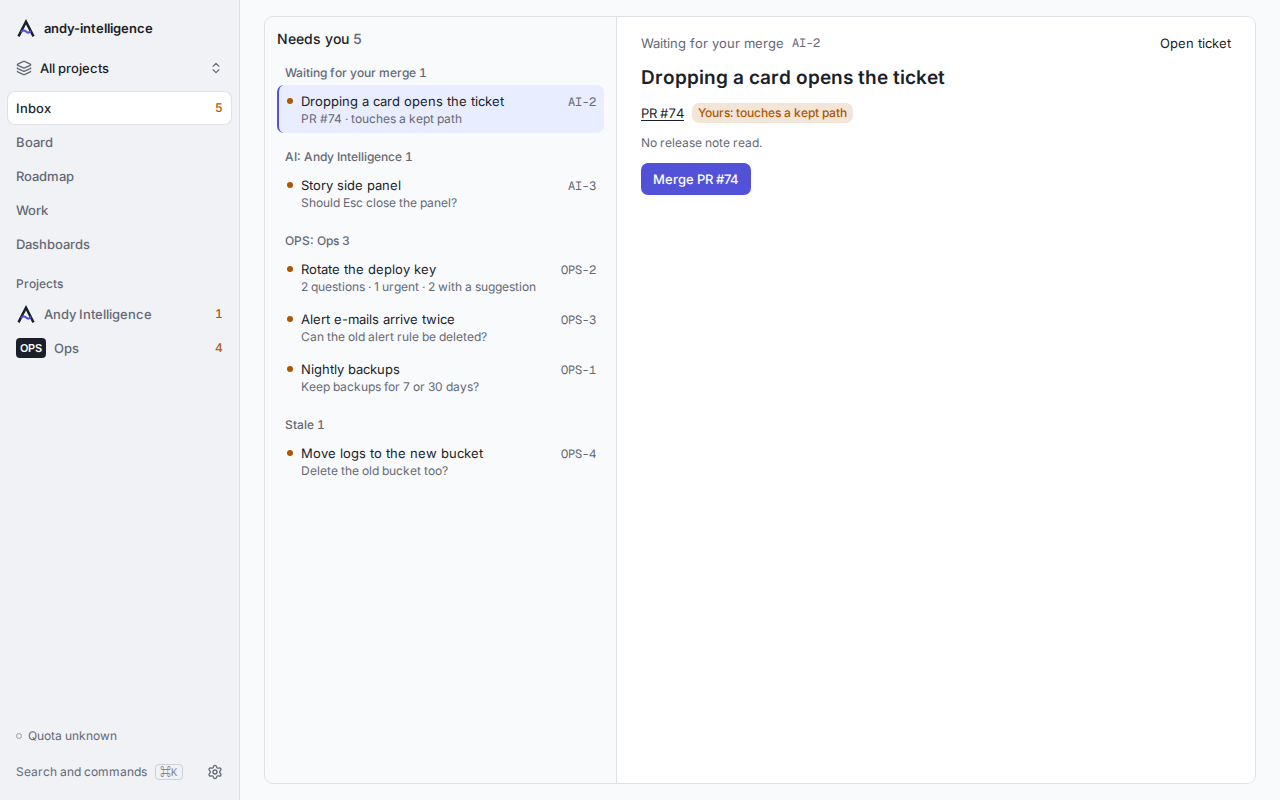 andy-intelligence
All projects
Inbox 5
Board
Roadmap
Work
Dashboards
Projects
Andy Intelligence 1
OPS Ops 4
Quota unknown
Search and commands ⌘K
Needs you 5
Waiting for your merge 1
Dropping a card opens the ticket AI-2
PR #74 · touches a kept path
AI: Andy Intelligence 1
Story side panel AI-3
Should Esc close the panel?
OPS: Ops 3
Rotate the deploy key OPS-2
2 questions · 1 urgent · 2 with a suggestion
Alert e-mails arrive twice OPS-3
Can the old alert rule be deleted?
Nightly backups OPS-1
Keep backups for 7 or 30 days?
Stale 1
Move logs to the new bucket OPS-4
Delete the old bucket too?
Waiting for your merge AI-2 Open ticket
Dropping a card opens the ticket
PR #74 Yours: touches a kept path
No release note read.
Merge PR #74